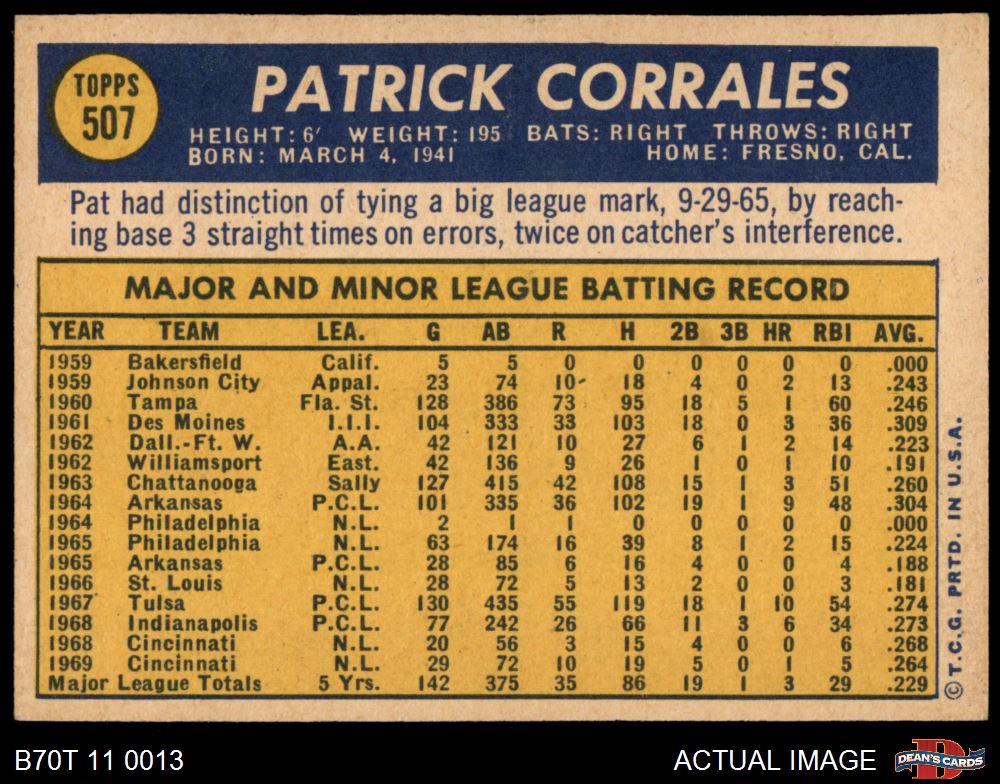 TOPPS
507
PATRICK CORRALES
HEIGHT: 6' WEIGHT: 195 BATS: RIGHT THROWS: RIGHT
BORN: MARCH 4, 1941 HOME: FRESNO, CAL.
Pat had distinction of tying a big league mark, 9-29-65, by reach-
ing base 3 straight times on errors, twice on catcher's interference.
MAJOR AND MINOR LEAGUE BATTING RECORD
YEAR TEAM LEA. G AB R H 2B 3B HR RBI AVG.
1959 Bakersfield Calif. 5 5 0 0 0 0 0 0 .000
1959 Johnson City Appal. 23 74 10 18 4 0 2 13 .243
1960 Tampa Fla. St. 128 386 73 95 18 5 1 60 .246
1961 Des Moines I.I.I. 104 333 33 103 18 0 3 36 .309
1962 Dall.-Ft. W. A.A. 42 121 10 27 6 1 2 14 .223
1962 Williamsport East. 42 136 9 26 1 0 1 10 .191
1963 Chattanooga Sally 127 415 42 108 15 1 3 51 .260
1964 Arkansas P.C.L. 101 335 36 102 19 1 9 48 .304
1964 Philadelphia N.L. 2 1 1 0 0 0 0 0 .000
1965 Philadelphia N.L. 63 174 16 39 8 1 2 15 .224
1965 Arkansas P.C.L. 28 85 6 16 4 0 0 4 .188
1966 St. Louis N.L. 28 72 5 13 2 0 0 3 .181
1967 Tulsa P.C.L. 130 435 55 119 18 1 10 54 .274
1968 Indianapolis P.C.L. 77 242 26 66 11 3 6 34 .273
1968 Cincinnati N.L. 20 56 3 15 4 0 0 6 .268
1969 Cincinnati N.L. 29 72 10 19 5 0 1 5 .264
Major League Totals 5 Yrs. 142 375 35 86 19 1 3 29 .229
© T.C.G. PRTD. IN U.S.A.
B70T 11 0013 ACTUAL IMAGE
DEAN'S CARDS